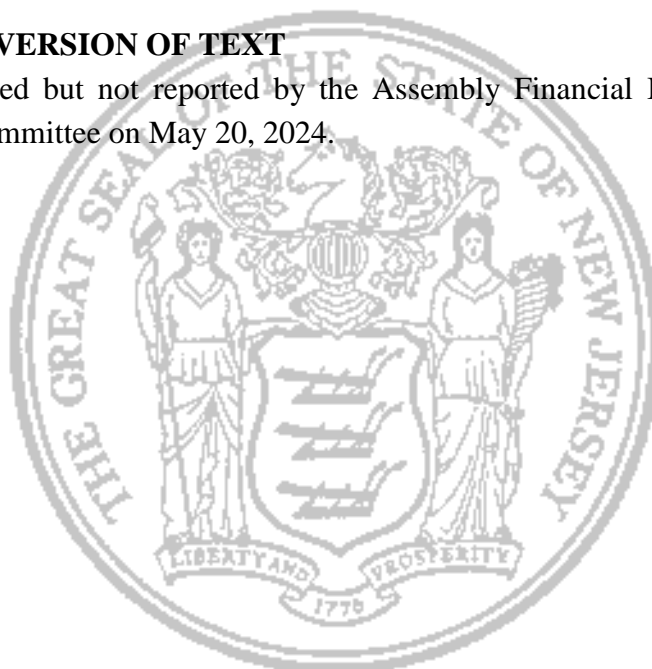 VERSION OF TEXT
ed but not reported by the Assembly Financial
mmittee on May 20, 2024.
THE GREAT SEAL OF THE STATE OF NEW JERSEY
LIBERTY AND PROSPERITY
1776